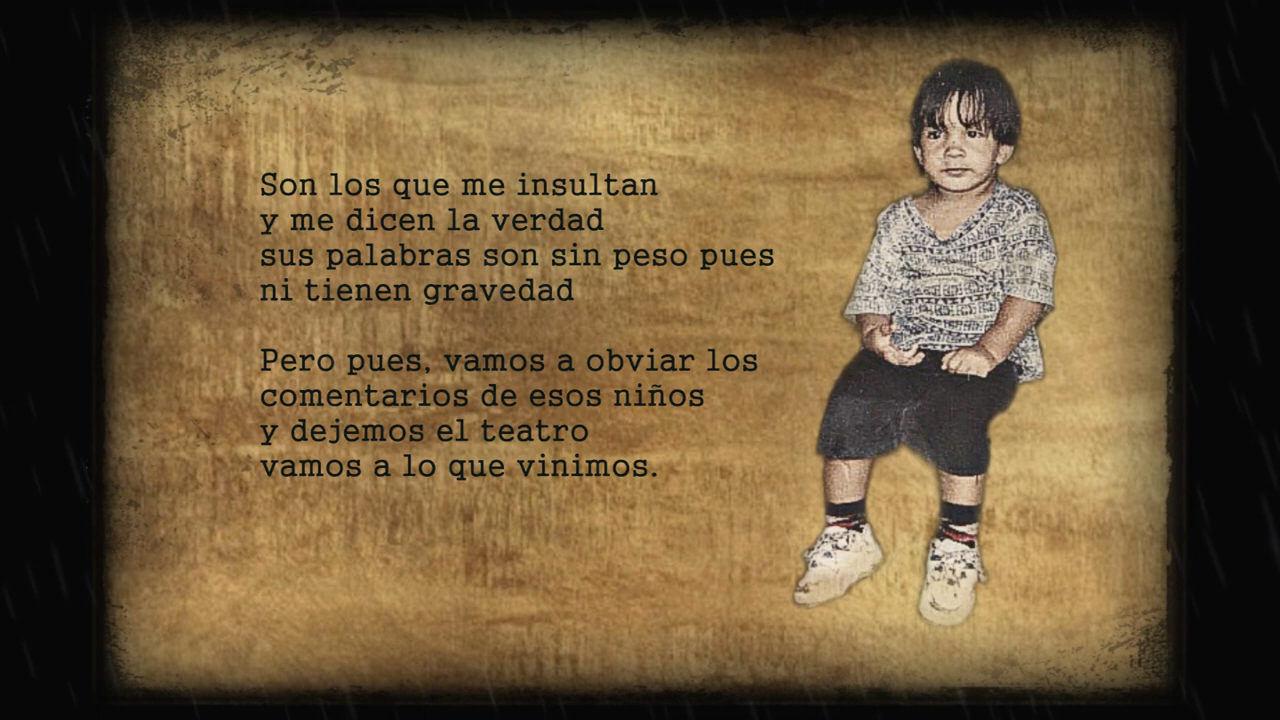 Son los que me insultan
y me dicen la verdad
sus palabras son sin peso pues
ni tienen gravedad
Pero pues, vamos a obviar los
comentarios de esos niños
y dejemos el teatro
vamos a lo que vinimos.